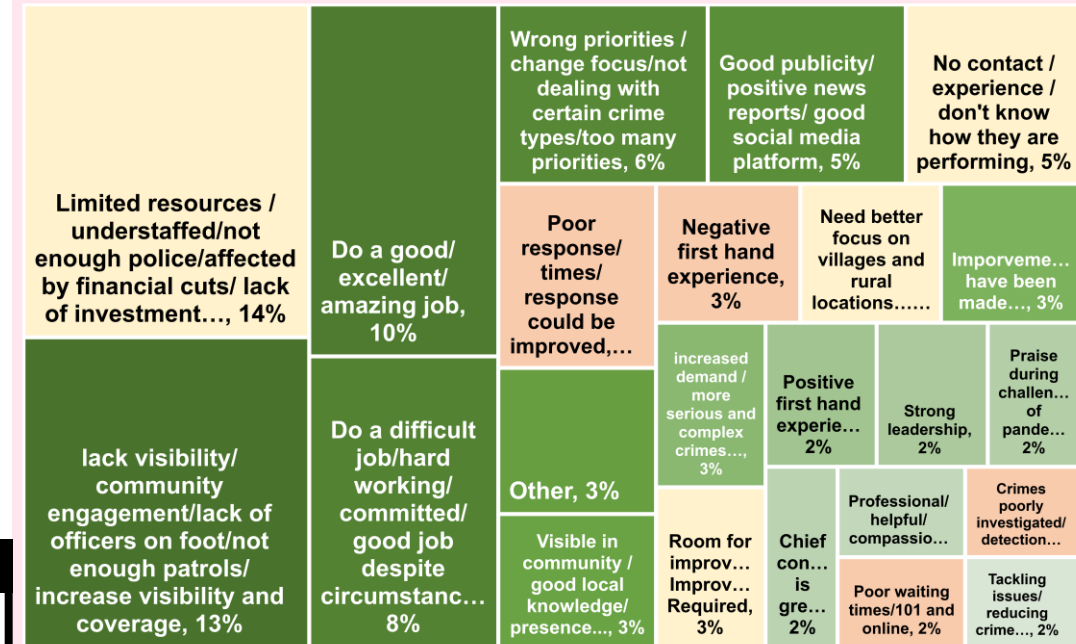 Limited resources /
understaffed/not
enough police/affected
by financial cuts/ lack
of investment…, 14%
lack visibility/
community
engagement/lack of
officers on foot/not
enough patrols/
increase visibility and
coverage, 13%
Do a good/
excellent/
amazing job,
10%
Do a difficult
job/hard
working/
committed/
good job
despite
circumstanc…
8%
Wrong priorities /
change focus/not
dealing with
certain crime
types/too many
priorities, 6%
Good publicity/
positive news
reports/ good
social media
platform, 5%
No contact /
experience /
don't know
how they are
performing, 5%
Poor
response/
times/
response
could be
improved,…
Negative
first hand
experience,
3%
Need better
focus on
villages and
rural
locations……
Imporveme…
have been
made…, 3%
Other, 3%
Visible in
community /
good local
knowledge/
presence..., 3%
increased
demand /
more
serious and
complex
crimes…,
3%
Room for
improv…
Improv…
Required,
3%
Positive
first hand
experie…
2%
Strong
leadership,
2%
Praise
during
challen…
of
pande…
2%
Chief
con…
is
gre…
2%
Professional/
helpful/
compassio…
Crimes
poorly
investigated/
detection…
Poor waiting
times/101 and
online, 2%
Tackling
issues/
reducing
crime…, 2%